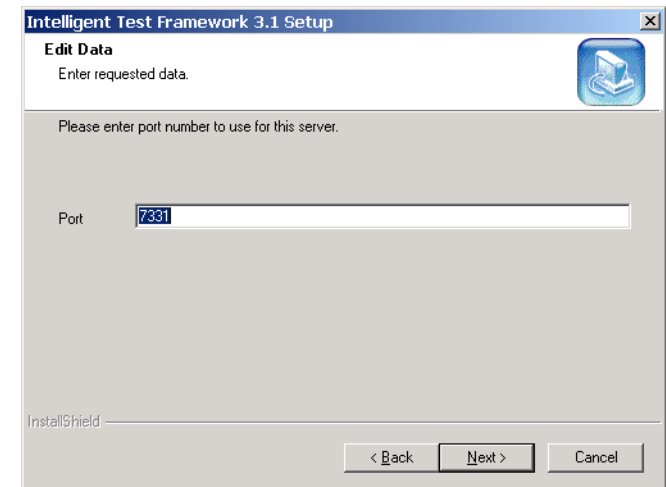 Intelligent Test Framework 3.1 Setup
Edit Data
Enter requested data.
Please enter port number to use for this server.
Port 7331
InstallShield
< Back Next > Cancel